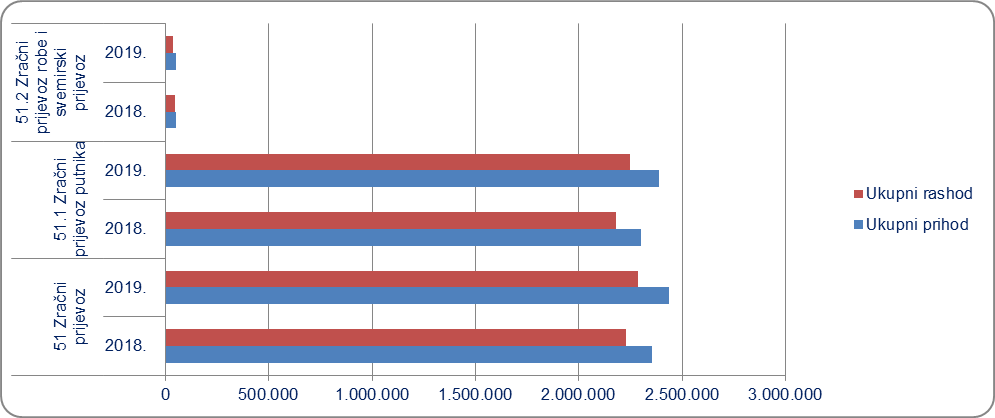 51.2 Zračni
prijevoz robe i
svemirski
prijevoz
2019.
2018.
51.1 Zračni
prijevoz putnika
2019.
2018.
51 Zračni
prijevoz
2019.
2018.
0
500.000
1.000.000
1.500.000
2.000.000
2.500.000
3.000.000
Ukupni rashod
Ukupni prihod